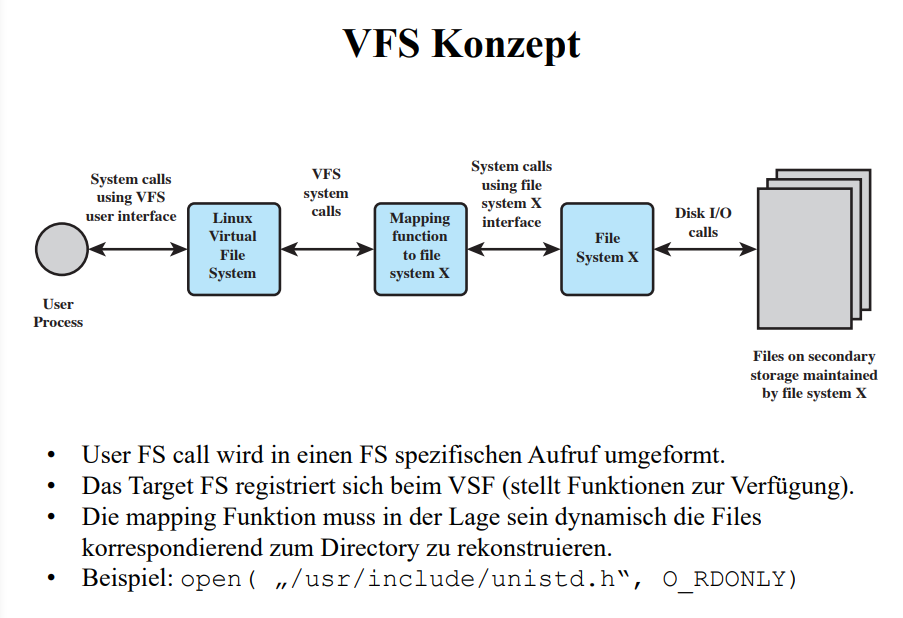 VFS Konzept
System calls
using VFS
user interface
VFS
system
calls
System calls
using file
system X
interface
Disk I/O
calls
Linux
Virtual
File
System
Mapping
function
to file
system X
File
System X
User
Process
Files on secondary
storage maintained
by file system X
• User FS call wird in einen FS spezifischen Aufruf umgeformt.
• Das Target FS registriert sich beim VSF (stellt Funktionen zur Verfügung).
• Die mapping Funktion muss in der Lage sein dynamisch die Files
korrespondierend zum Directory zu rekonstruieren.
• Beispiel: open( „/usr/include/unistd.h“, O_RDONLY)